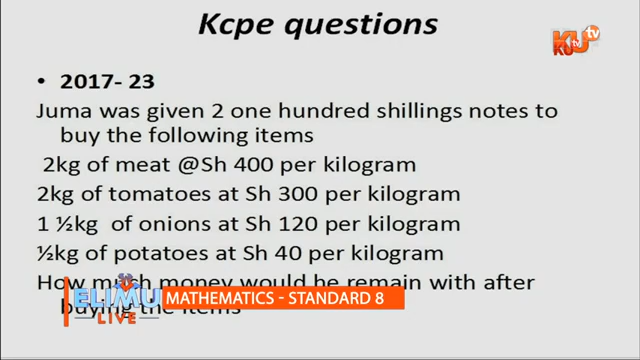 Kcpe questions
KU tv
KU tv
• 2017- 23
Juma was given 2 one hundred shillings notes to
buy the following items
2kg of meat @Sh 400 per kilogram
2kg of tomatoes at Sh 300 per kilogram
1 ½kg of onions at Sh 120 per kilogram
½kg of potatoes at Sh 40 per kilogram
How much money would be remain with after
buying the items
ELIMU
LIVE
MATHEMATICS - STANDARD 8